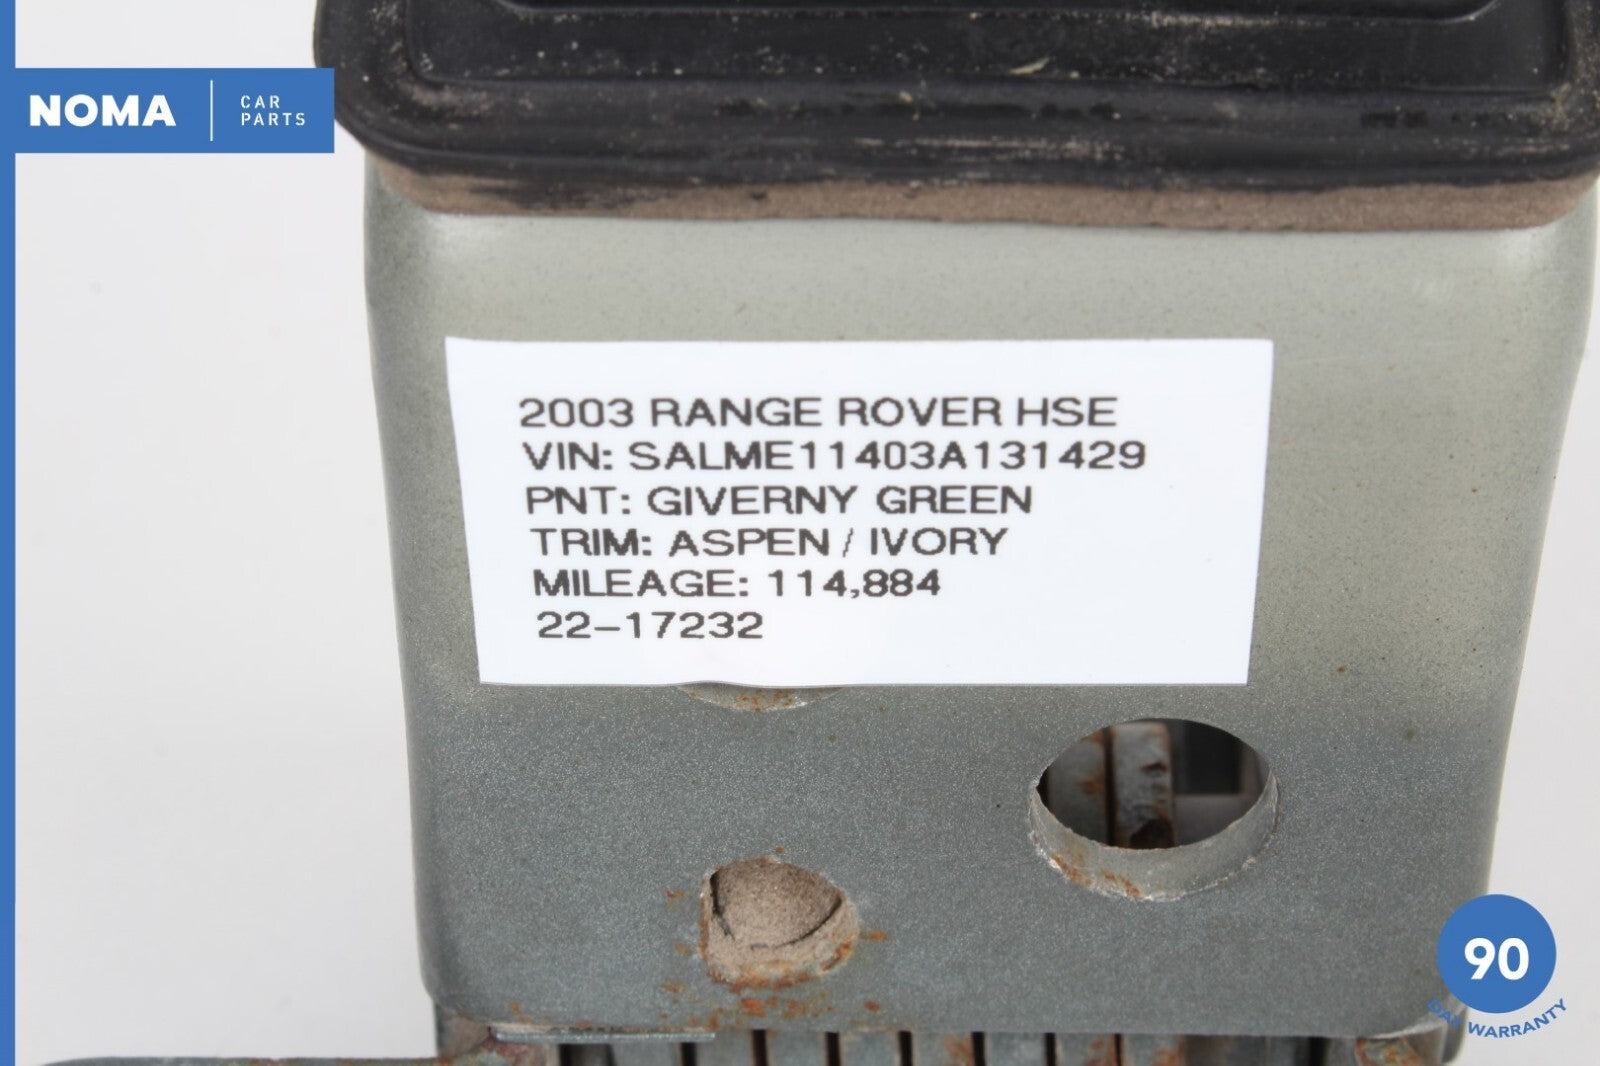 NOMA
CAR
PARTS
2003 RANGE ROVER HSE
VIN: SALME11403A131429
PNT: GIVERNY GREEN
TRIM: ASPEN / IVORY
MILEAGE: 114,884
22-17232
90
DAY WARRANTY